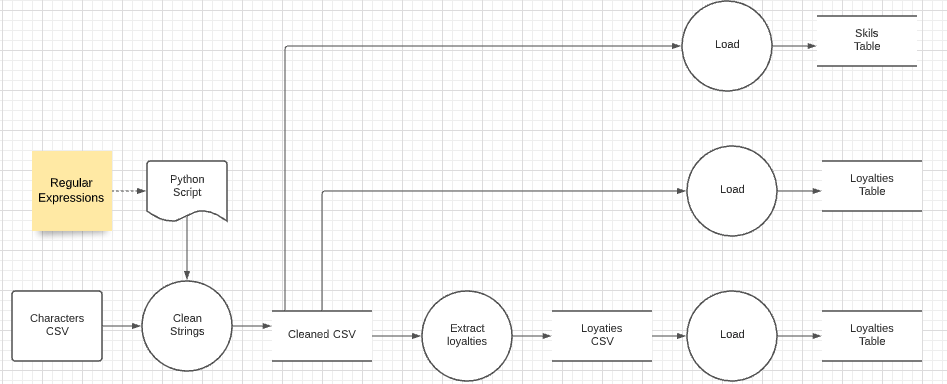 Load
Skils
Table
Regular
Expressions
Python
Script
Load
Loyalties
Table
Characters
CSV
Clean
Strings
Cleaned CSV
Extract
loyalties
Loyaties
CSV
Load
Loyalties
Table